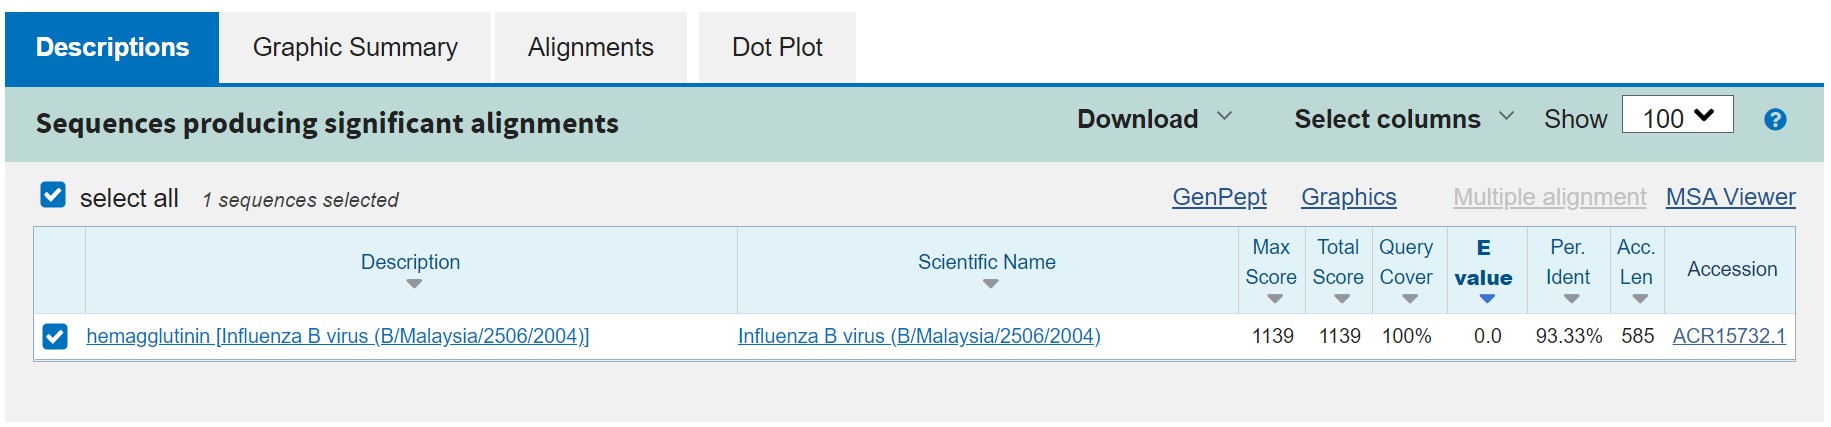 Descriptions Graphic Summary Alignments Dot Plot
Sequences producing significant alignments Download Select columns Show 100 ?
select all 1 sequences selected GenPept Graphics Multiple alignment MSA Viewer
Description Scientific Name Max Score Total Score Query Cover E value Per. Ident Acc. Len Accession
hemagglutinin [Influenza B virus (B/Malaysia/2506/2004)] Influenza B virus (B/Malaysia/2506/2004) 1139 1139 100% 0.0 93.33% 585 ACR15732.1